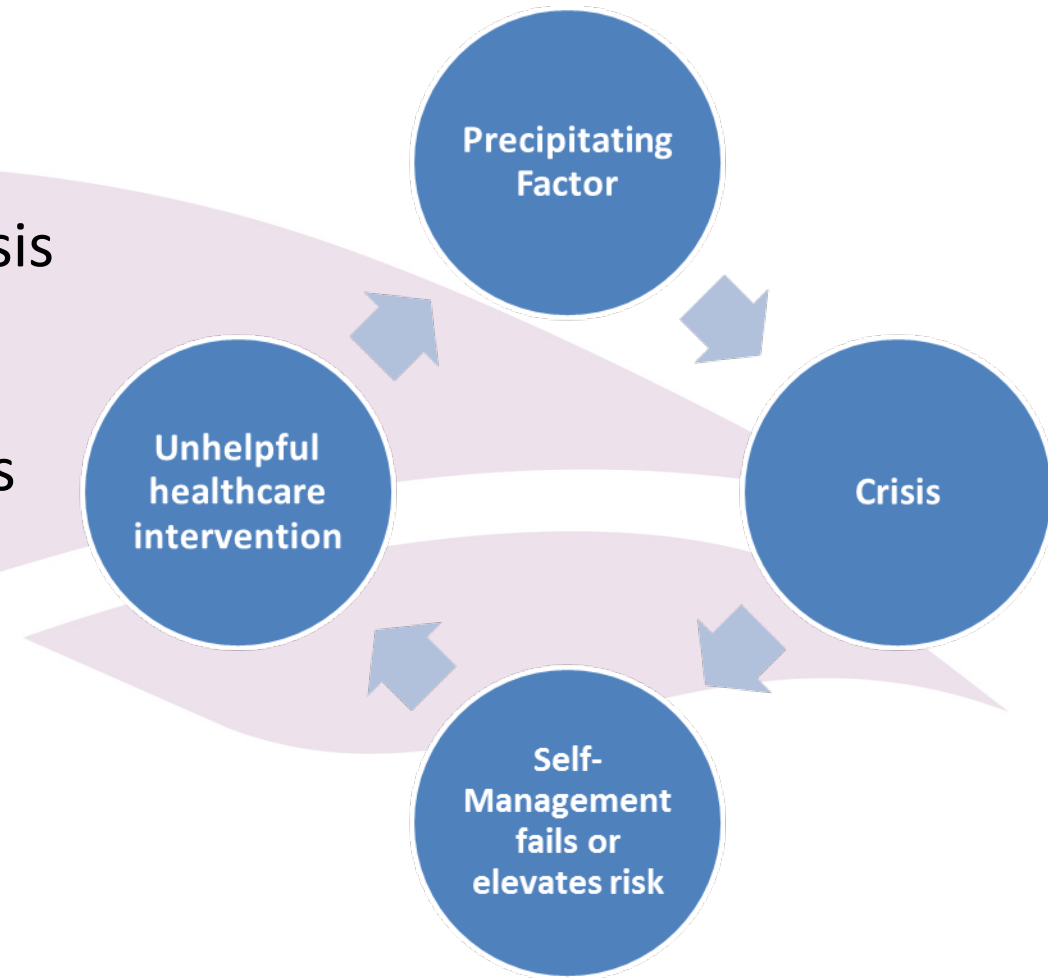 Precipitating
Factor
sis
Unhelpful
healthcare
intervention
s
Crisis
Self-
Management
fails or
elevates risk